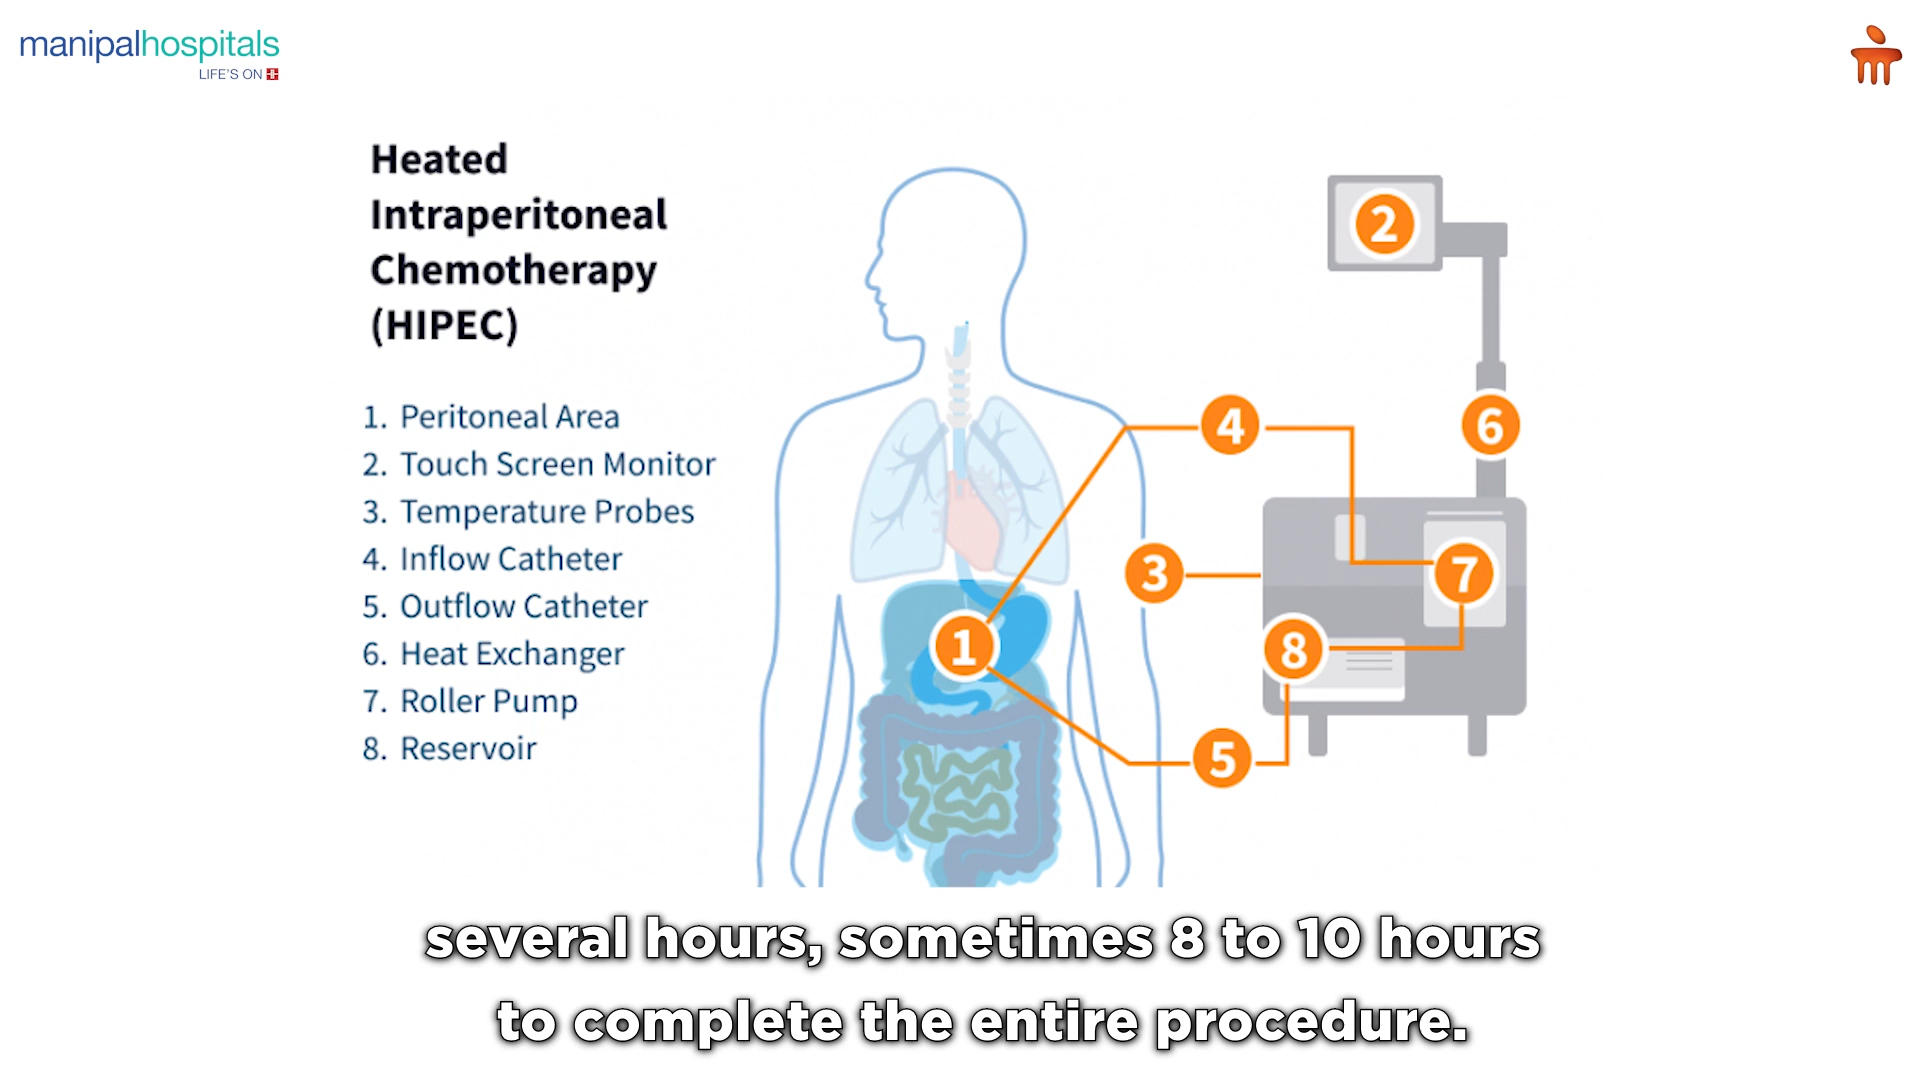 manipalhospitals
LIFE'S ON
Heated
Intraperitoneal
Chemotherapy
(HIPEC)
1. Peritoneal Area
2. Touch Screen Monitor
3. Temperature Probes
4. Inflow Catheter
5. Outflow Catheter
6. Heat Exchanger
7. Roller Pump
8. Reservoir
2
4
6
3
7
1
8
5
several hours, sometimes 8 to 10 hours
to complete the entire procedure.